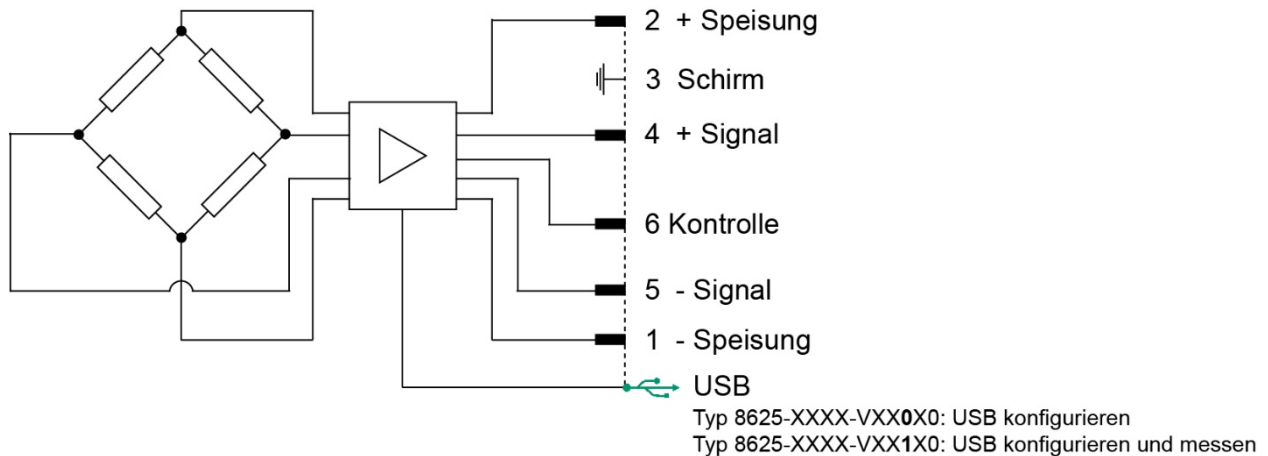 2 + Speisung
3 Schirm
4 + Signal
6 Kontrolle
5 - Signal
1 - Speisung
USB
Typ 8625-XXXX-VXX0X0: USB konfigurieren
Typ 8625-XXXX-VXX1X0: USB konfigurieren und messen